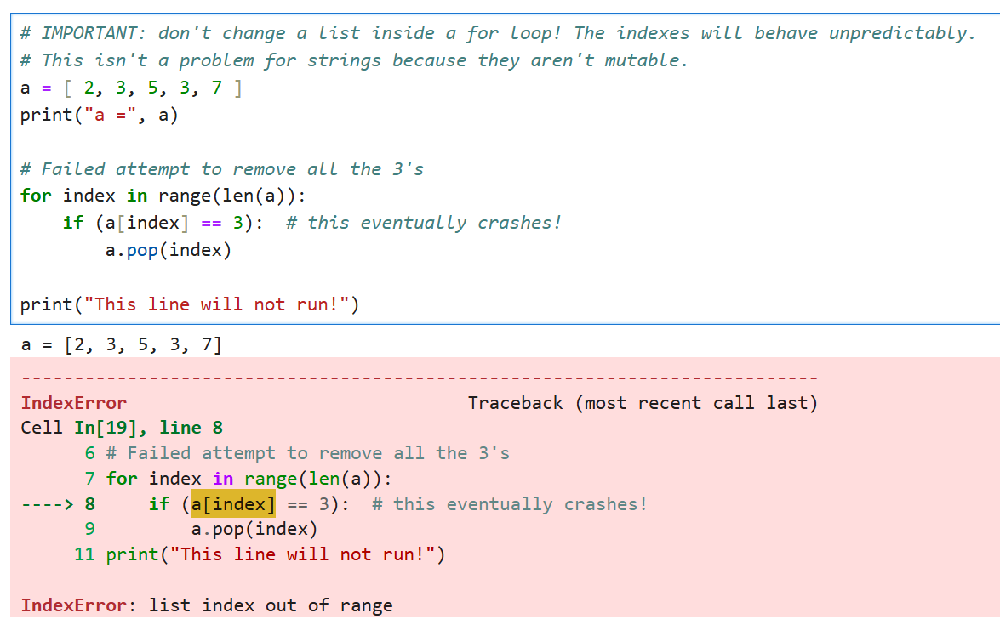 # IMPORTANT: don't change a list inside a for loop! The indexes will behave unpredictably.
# This isn't a problem for strings because they aren't mutable.
a = [ 2, 3, 5, 3, 7 ]
print("a =", a)

# Failed attempt to remove all the 3's
for index in range(len(a)):
    if (a[index] == 3):  # this eventually crashes!
        a.pop(index)

print("This line will not run!")
a = [2, 3, 5, 3, 7]
---------------------------------------------------------------------------
IndexError                                Traceback (most recent call last)
Cell In[19], line 8
      6 # Failed attempt to remove all the 3's
      7 for index in range(len(a)):
----> 8     if (a[index] == 3):  # this eventually crashes!
      9         a.pop(index)
     11 print("This line will not run!")

IndexError: list index out of range